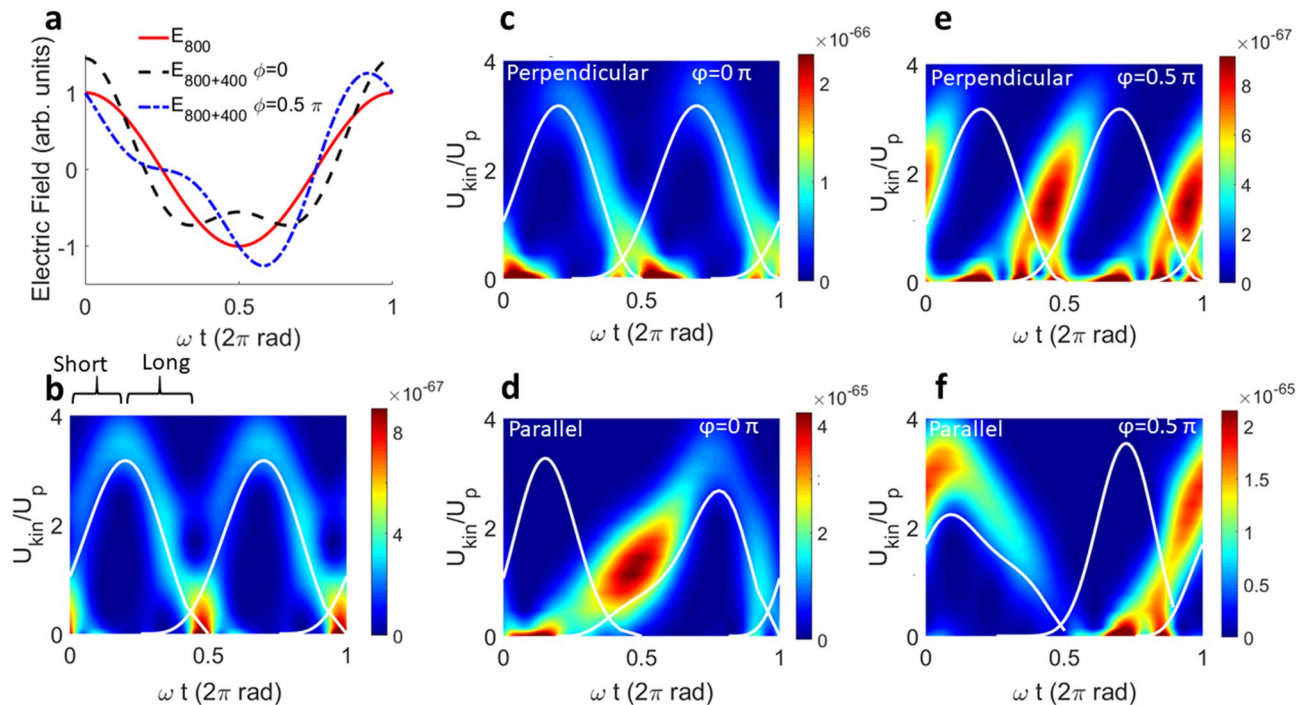 a
E800
E800+400 ϕ=0
E800+400 ϕ=0.5 π
Electric Field (arb. units)
1
0
-1
0 0.5 1
ω t (2π rad)
Short Long
b
×10-67
4
2
0
Ukin/Up
0 0.5 1
ω t (2π rad)
8
6
4
2
0
c
×10-66
Perpendicular φ=0 π
4
2
0
Ukin/Up
0 0.5 1
ω t (2π rad)
2
1
0
d
×10-65
Parallel φ=0 π
4
2
0
Ukin/Up
0 0.5 1
ω t (2π rad)
4
3
2
1
0
e
×10-67
Perpendicular φ=0.5 π
4
2
0
Ukin/Up
0 0.5 1
ω t (2π rad)
8
6
4
2
0
f
×10-65
Parallel φ=0.5 π
4
2
0
Ukin/Up
0 0.5 1
ω t (2π rad)
2
1.5
1
0.5
0